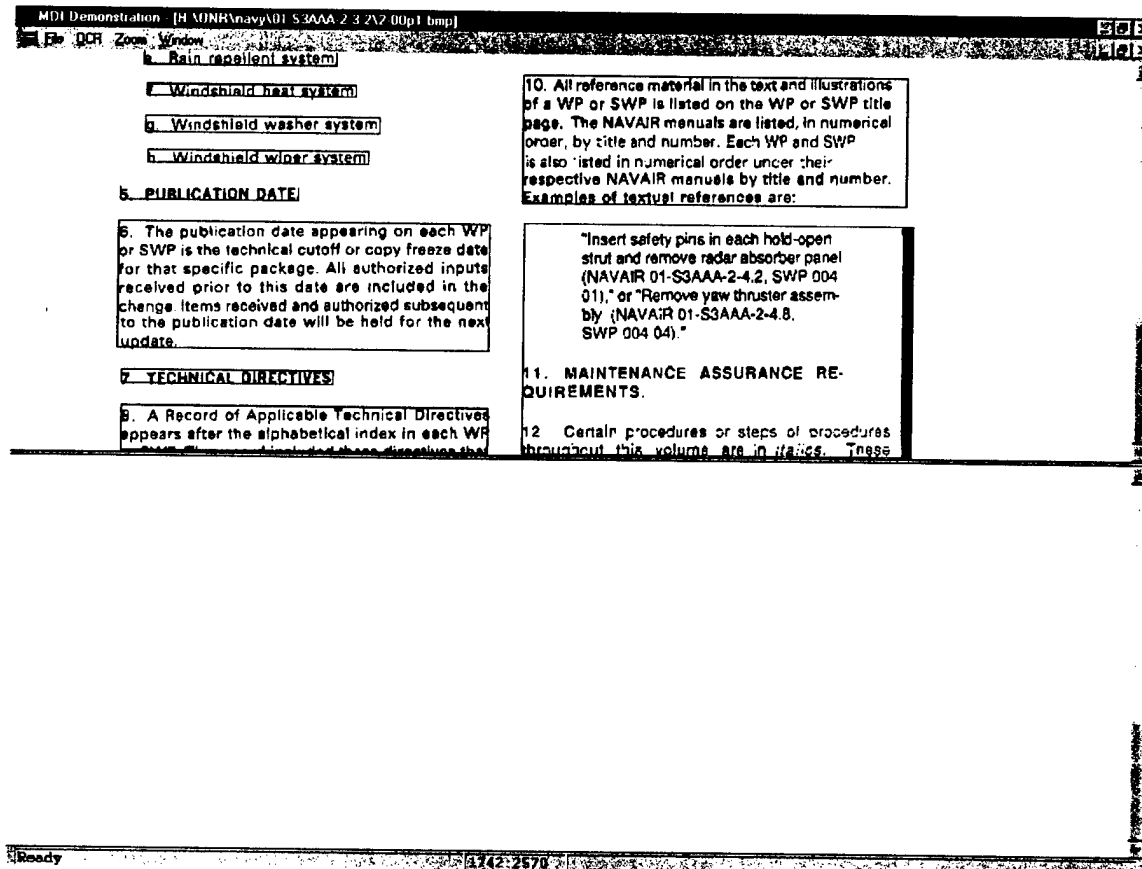 MDI Demonstration - [H:\ONR\navy\01-S3AAA-2-3.2\2-00p1.bmp]
File OCR Zoom Window
e. Rain repellent system
f. Windshield heat system
g. Windshield washer system
h. Windshield wiper system
5. PUBLICATION DATE
6. The publication date appearing on each WP
or SWP is the technical cutoff or copy freeze date
for that specific package. All authorized inputs
received prior to this date are included in the
change. Items received and authorized subsequent
to the publication date will be held for the next
update.
7. TECHNICAL DIRECTIVES
8. A Record of Applicable Technical Directives
appears after the alphabetical index in each WP
included these directives that
10. All reference material in the text and illustrations
of a WP or SWP is listed on the WP or SWP title
page. The NAVAIR manuals are listed, in numerical
order, by title and number. Each WP and SWP
is also listed in numerical order under their
respective NAVAIR manuals by title and number.
Examples of textual references are:
"Insert safety pins in each hold-open
strut and remove radar absorber panel
(NAVAIR 01-S3AAA-2-4.2, SWP 004
01)," or "Remove yaw thruster assem-
bly (NAVAIR 01-S3AAA-2-4.8,
SWP 004 04)."
11. MAINTENANCE ASSURANCE RE-
QUIREMENTS.
12 Certain procedures or steps of procedures
throughout this volume are in italics. These
Ready
1742:2570